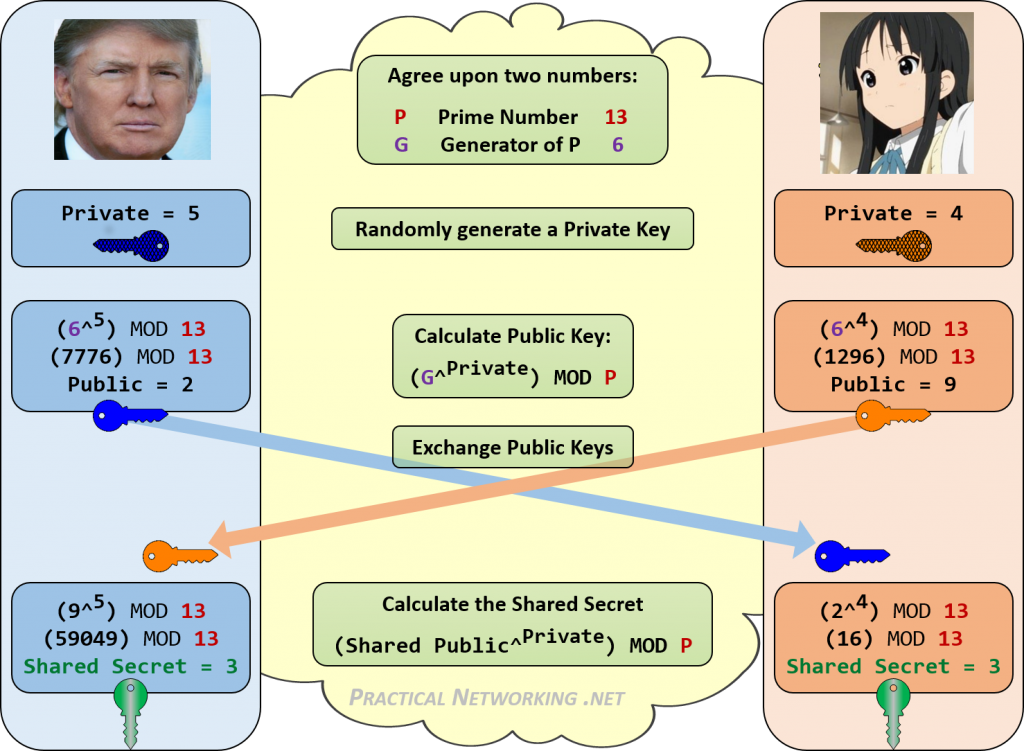 Agree upon two numbers:
P Prime Number 13
G Generator of P 6
Private = 5
Randomly generate a Private Key
Private = 4
(6^5) MOD 13
(7776) MOD 13
Public = 2
Calculate Public Key:
(G^Private) MOD P
(6^4) MOD 13
(1296) MOD 13
Public = 9
Exchange Public Keys
(9^5) MOD 13
(59049) MOD 13
Shared Secret = 3
Calculate the Shared Secret
(Shared Public^Private) MOD P
(2^4) MOD 13
(16) MOD 13
Shared Secret = 3
PRACTICAL NETWORKING .NET